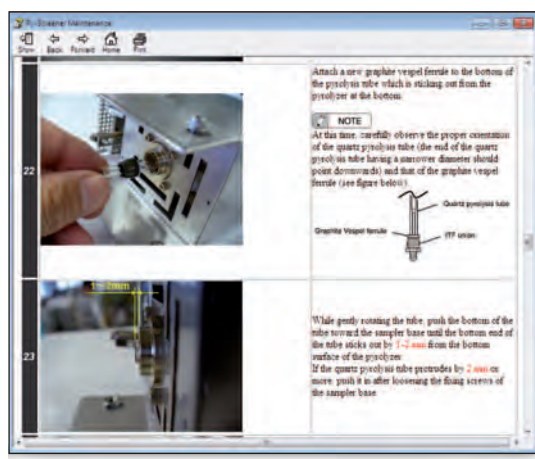 Py-Screener Maintenance
Show Back Forward Home Print
22
Attach a new graphite vespel ferrule to the bottom of
the pyrolysis tube which is sticking out from the
pyrolyzer at the bottom.
NOTE
At this time, carefully observe the proper orientation
of the quartz pyrolysis tube (the end of the quartz
pyrolysis tube having a narrower diameter should
point downwards) and that of the graphite vespel
ferrule (see figure below).
Quartz pyrolysis tube
Graphite Vespel ferrule
ITF union
23
1~2mm
While gently rotating the tube, push the bottom of the
tube toward the sampler base until the bottom end of
the tube sticks out by 1-2 mm from the bottom
surface of the pyrolyzer.
If the quartz pyrolysis tube protrudes by 2 mm or
more, push it in after loosening the fixing screws of
the sampler base.